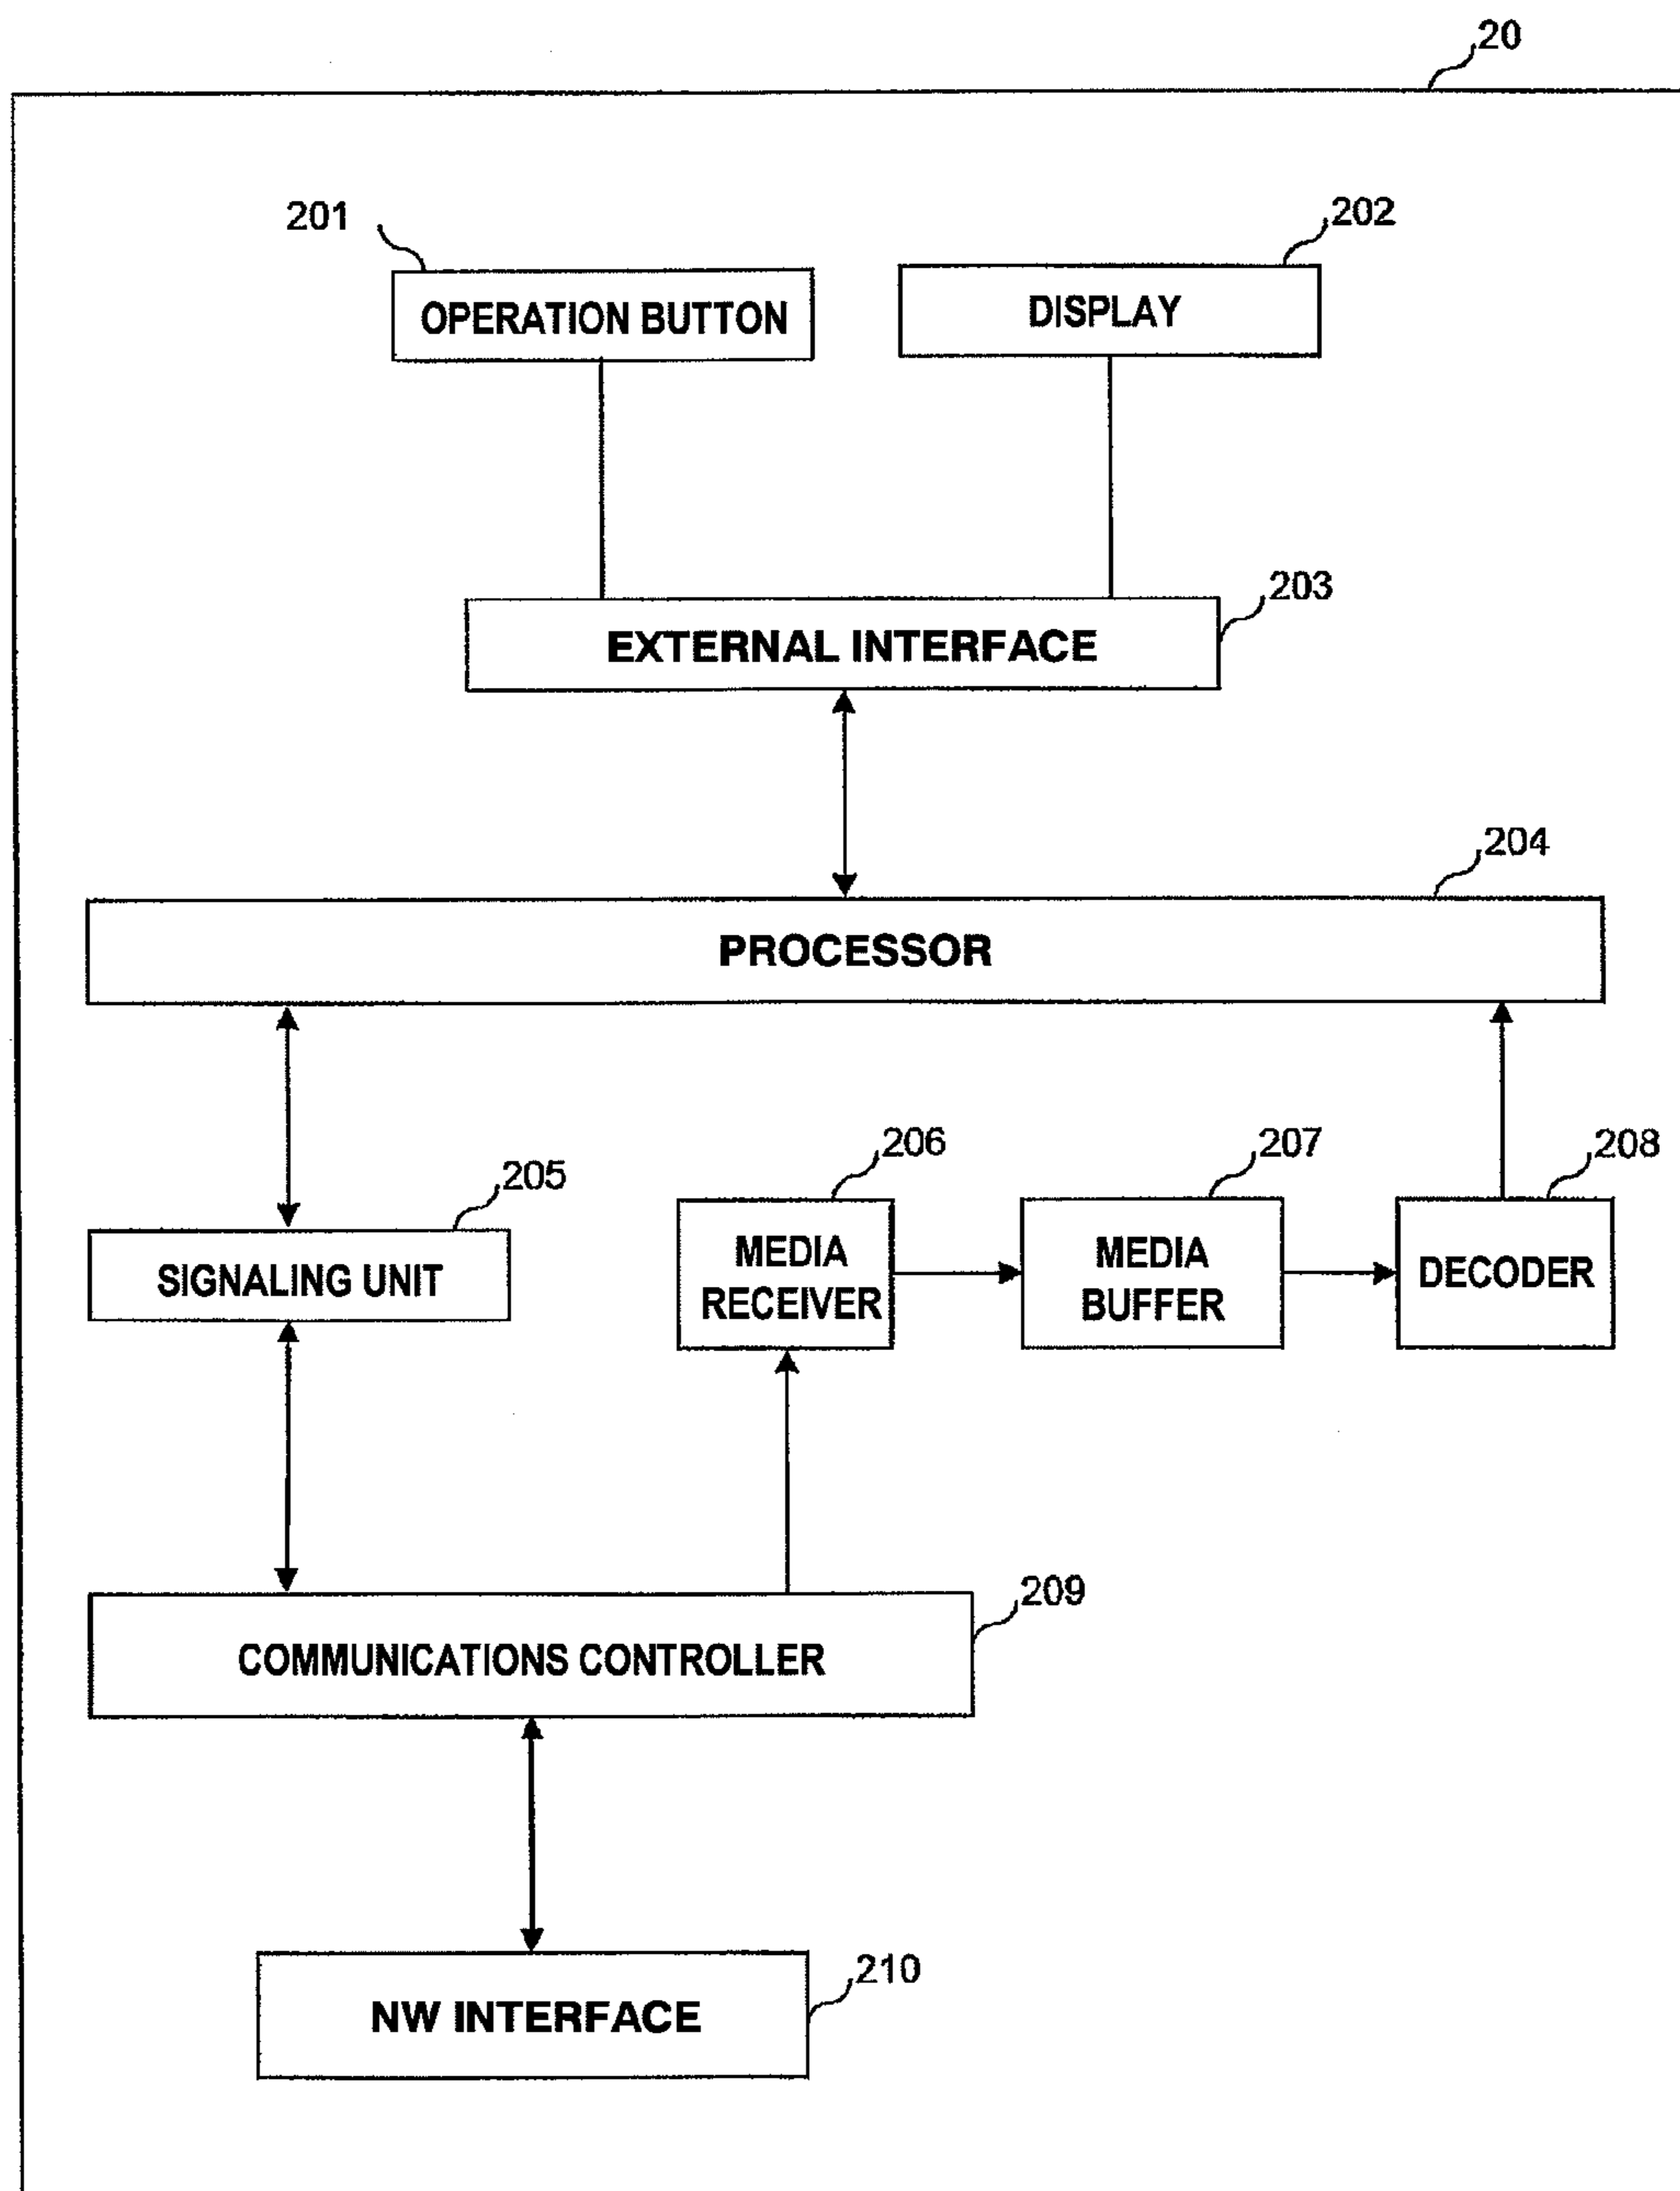 20
201
202
OPERATION BUTTON
DISPLAY
203
EXTERNAL INTERFACE
204
PROCESSOR
205
206
207
208
SIGNALING UNIT
MEDIA
RECEIVER
MEDIA
BUFFER
DECODER
209
COMMUNICATIONS CONTROLLER
210
NW INTERFACE